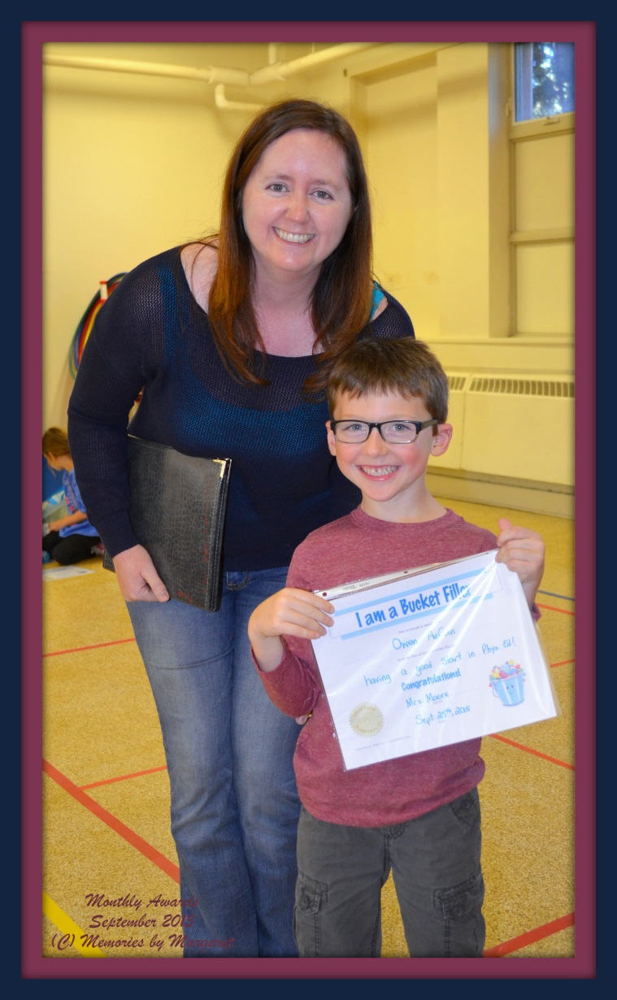 I am a Bucket Filler
Owen
having a good start in Phys Ed!
Congratulations!
Mrs. Moore
Sept. 25th, 2015
Monthly Awards
September 2015
(C) Memories by Margaret